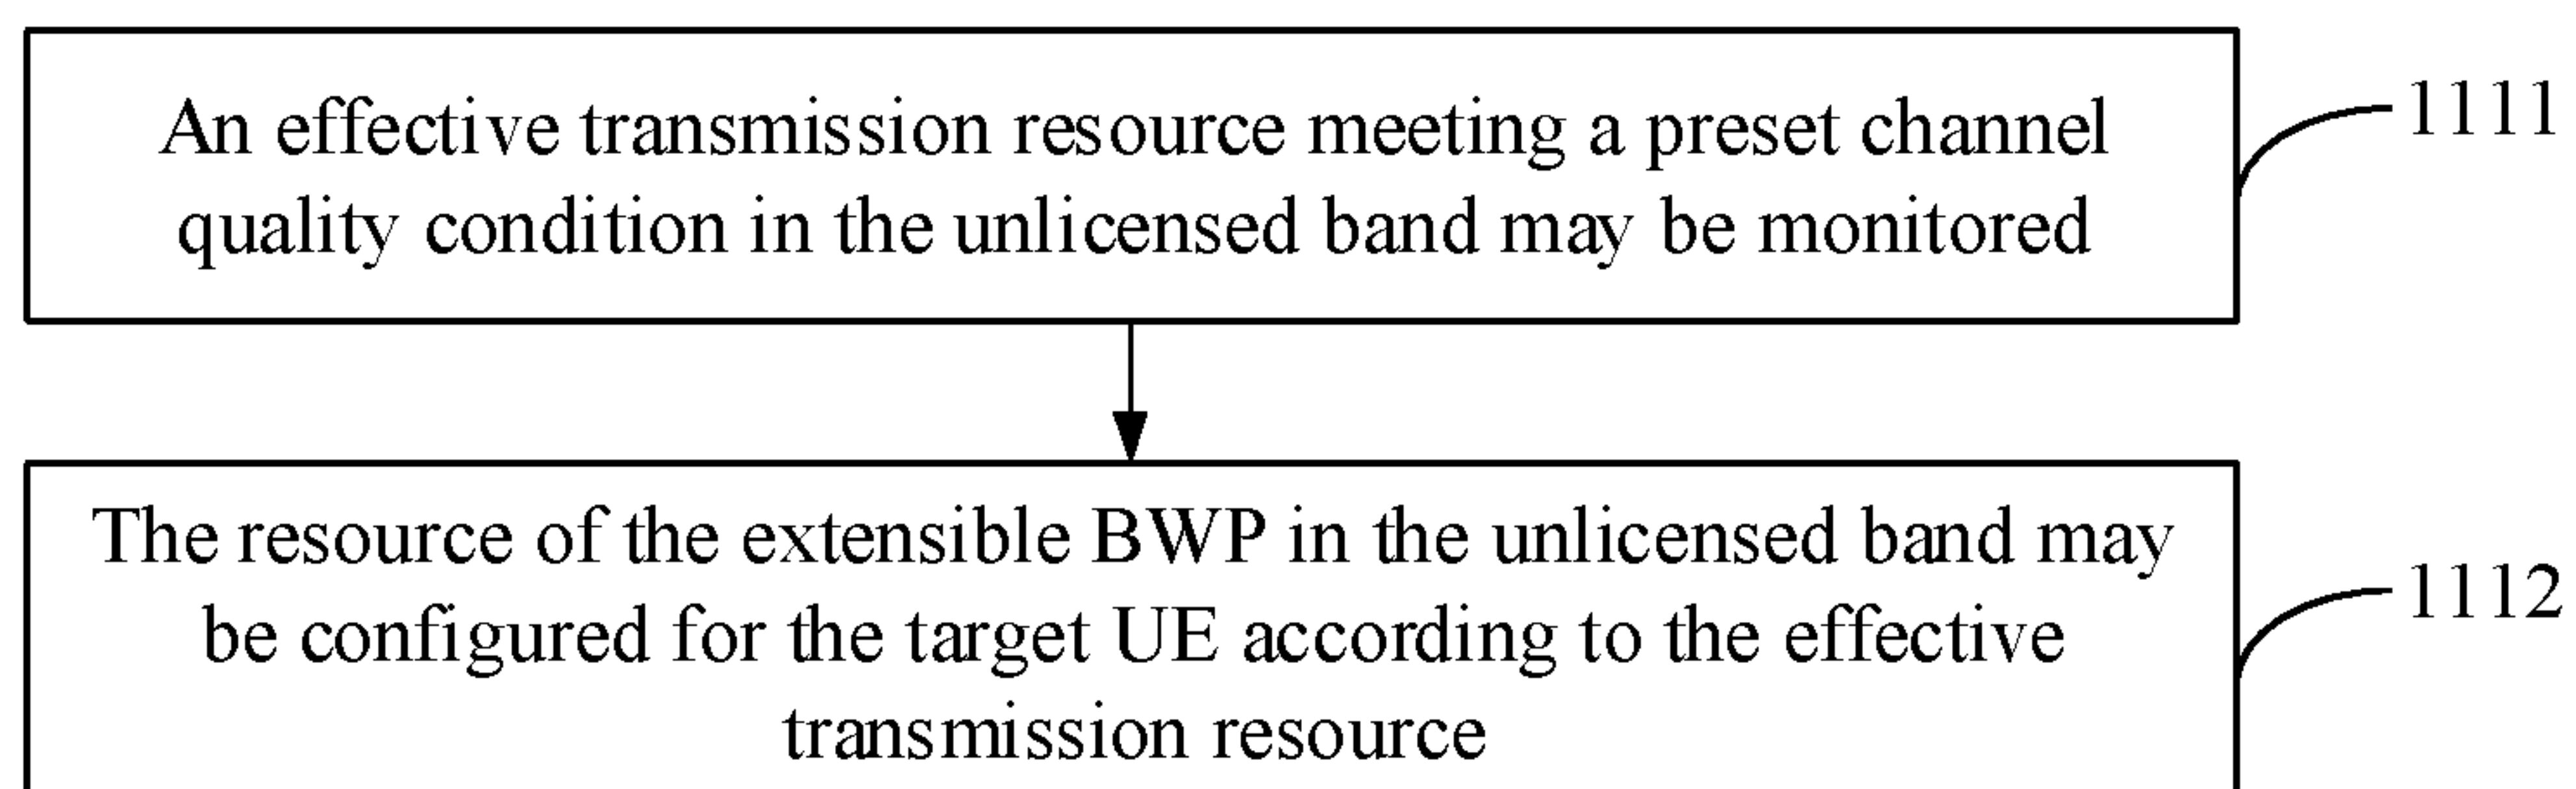 An effective transmission resource meeting a preset channel
quality condition in the unlicensed band may be monitored
1111
The resource of the extensible BWP in the unlicensed band may
be configured for the target UE according to the effective
transmission resource
1112